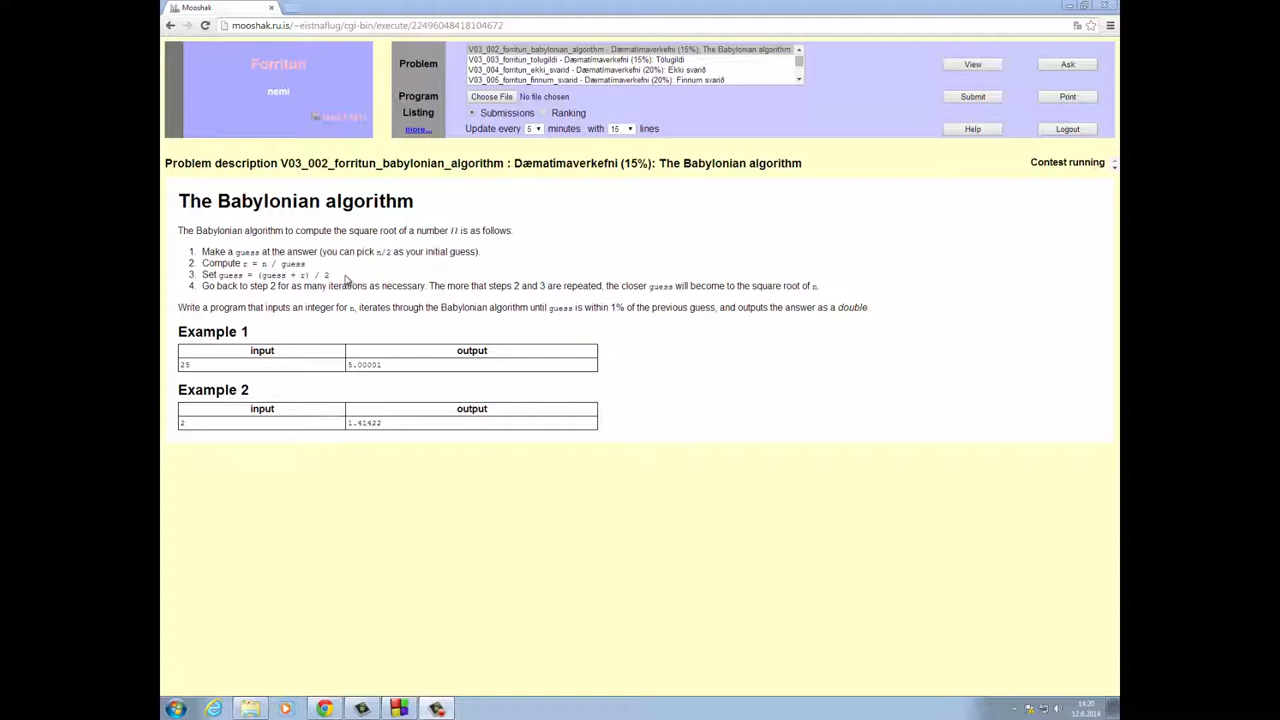 Mooshak
mooshak.ru.is/~eistnaflug/cgi-bin/execute/22496048418104672
Forritun
nemi
Problem
V03_002_forritun_babylonian_algorithm - Dæmatímaverkefni (15%): The Babylonian algorithm
V03_003_forritun_tolugildi - Dæmatímaverkefni (15%): Tölugildi
V03_004_forritun_ekki_svarid - Dæmatímaverkefni (20%): Ekki svarið
V03_005_forritun_finnum_svarid - Dæmatímaverkefni (20%): Finnum svarið
View
Ask
Program
Choose File No file chosen
Submit
Print
Listing
Submissions Ranking
more...
Update every 5 minutes with 15 lines
Help
Logout
Problem description V03_002_forritun_babylonian_algorithm : Dæmatímaverkefni (15%): The Babylonian algorithm
Contest running
The Babylonian algorithm
The Babylonian algorithm to compute the square root of a number n is as follows:
1. Make a guess at the answer (you can pick n/2 as your initial guess).
2. Compute r = n / guess
3. Set guess = (guess + r) / 2
4. Go back to step 2 for as many iterations as necessary. The more that steps 2 and 3 are repeated, the closer guess will become to the square root of n.
Write a program that inputs an integer for n, iterates through the Babylonian algorithm until guess is within 1% of the previous guess, and outputs the answer as a double.
Example 1
input output
25 5.00001
Example 2
input output
2 1.41422
14:20
12.6.2014